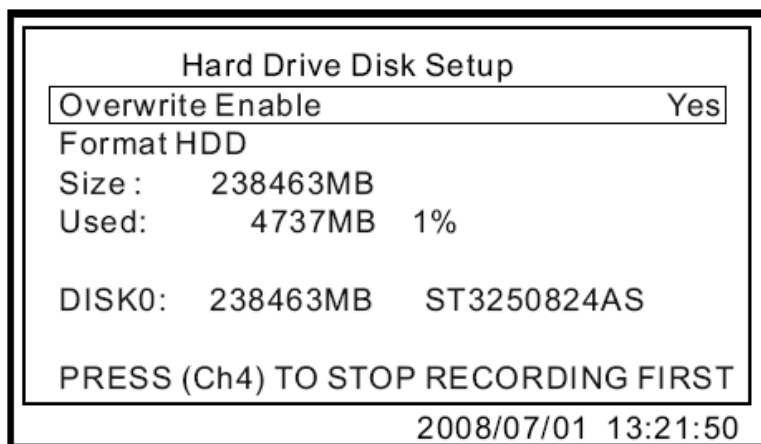 Hard Drive Disk Setup
Overwrite Enable Yes
Format HDD
Size : 238463MB
Used: 4737MB 1%
DISK0: 238463MB ST3250824AS
PRESS (Ch4) TO STOP RECORDING FIRST
2008/07/01 13:21:50